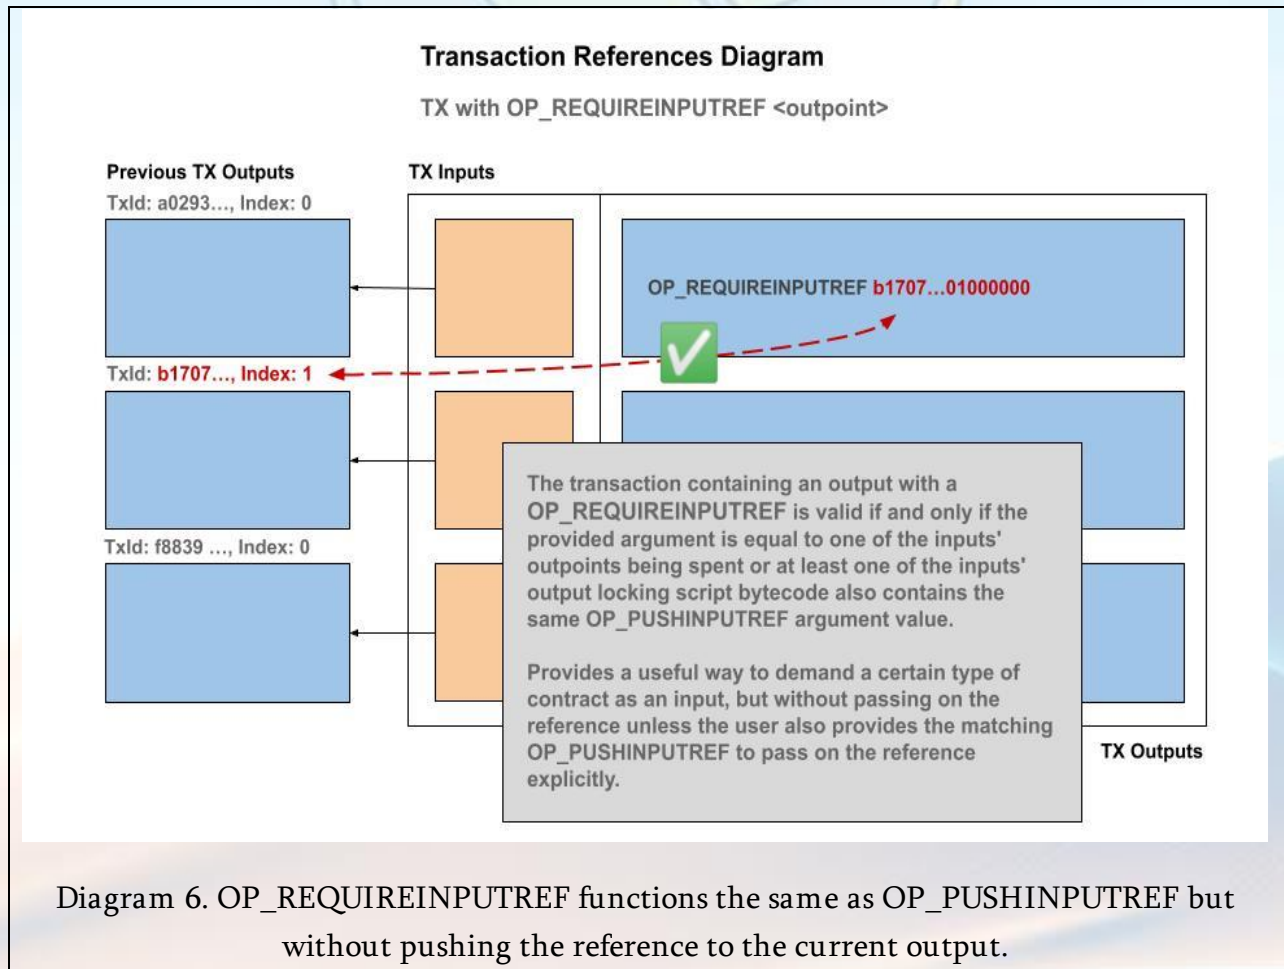 Transaction References Diagram
TX with OP_REQUIREINPUTREF <outpoint>
Previous TX Outputs
TX Inputs
TxId: a0293..., Index: 0
OP_REQUIREINPUTREF b1707...01000000
TxId: b1707..., Index: 1
The transaction containing an output with a
OP_REQUIREINPUTREF is valid if and only if the
provided argument is equal to one of the inputs'
outpoints being spent or at least one of the inputs'
output locking script bytecode also contains the
same OP_PUSHINPUTREF argument value.
TxId: f8839 ..., Index: 0
Provides a useful way to demand a certain type of
contract as an input, but without passing on the
reference unless the user also provides the matching
OP_PUSHINPUTREF to pass on the reference
explicitly.
TX Outputs
Diagram 6. OP_REQUIREINPUTREF functions the same as OP_PUSHINPUTREF but
without pushing the reference to the current output.